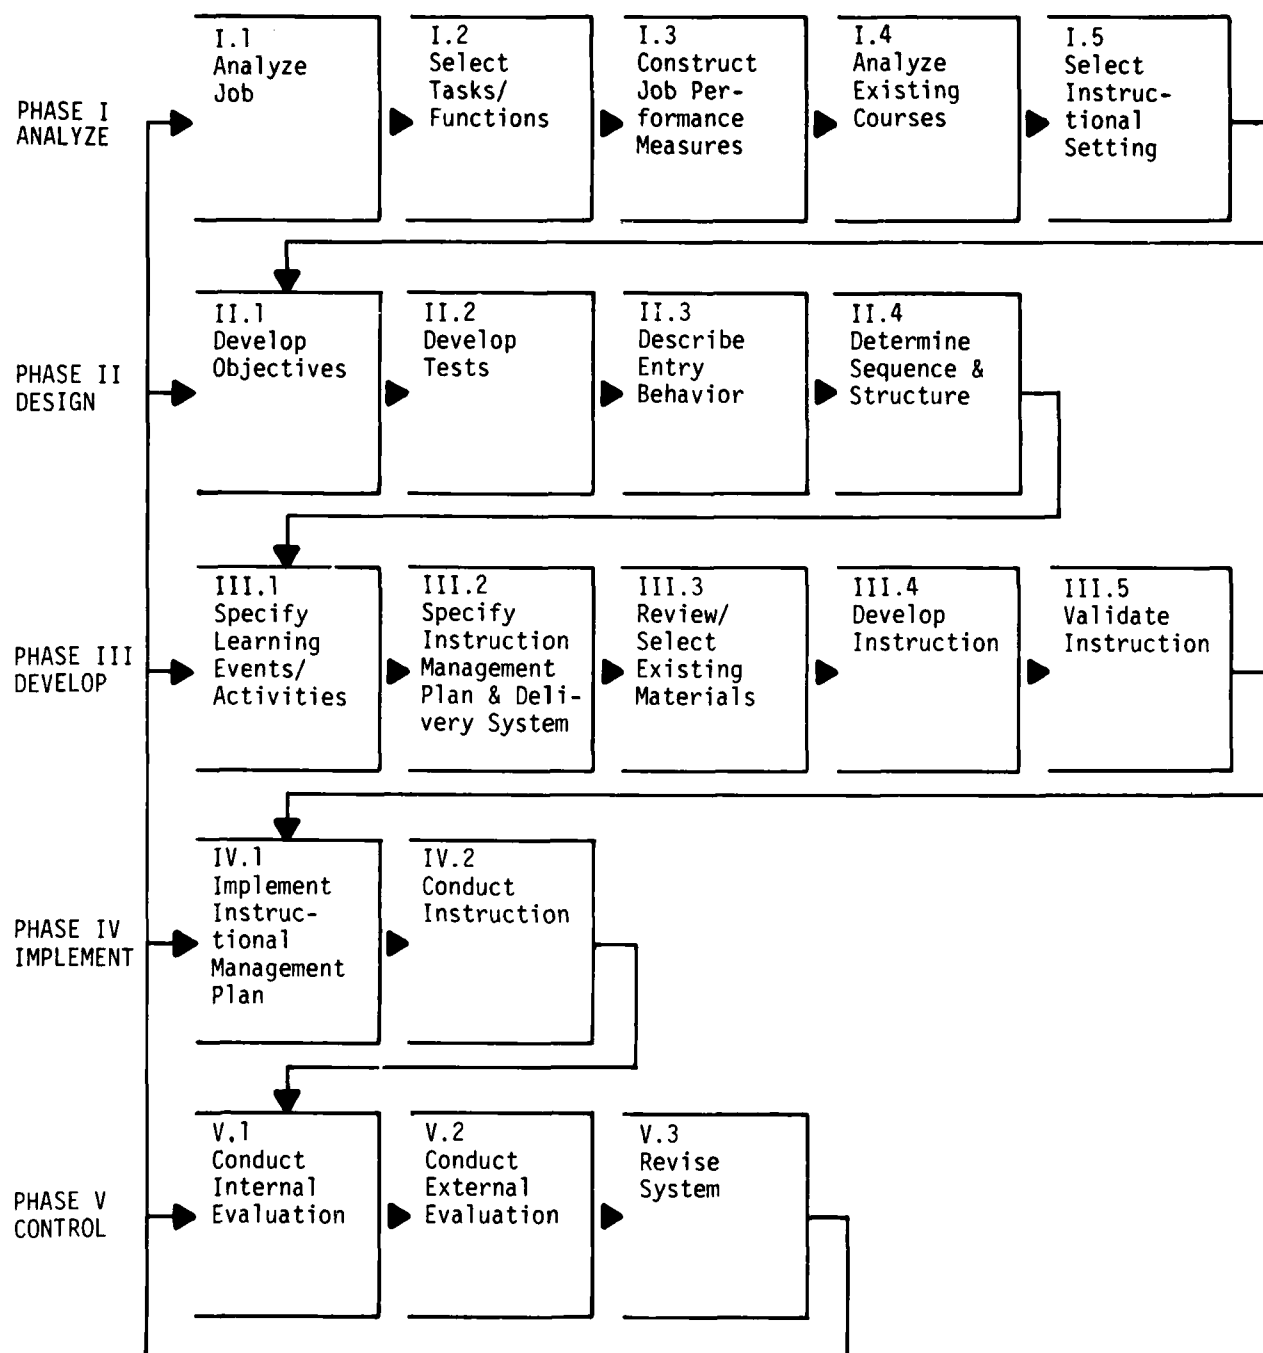 PHASE I
ANALYZE
I.1
Analyze
Job
I.2
Select
Tasks/
Functions
I.3
Construct
Job Per-
formance
Measures
I.4
Analyze
Existing
Courses
I.5
Select
Instruc-
tional
Setting
PHASE II
DESIGN
II.1
Develop
Objectives
II.2
Develop
Tests
II.3
Describe
Entry
Behavior
II.4
Determine
Sequence &
Structure
PHASE III
DEVELOP
III.1
Specify
Learning
Events/
Activities
III.2
Specify
Instruction
Management
Plan & Deli-
very System
III.3
Review/
Select
Existing
Materials
III.4
Develop
Instruction
III.5
Validate
Instruction
PHASE IV
IMPLEMENT
IV.1
Implement
Instruc-
tional
Management
Plan
IV.2
Conduct
Instruction
PHASE V
CONTROL
V.1
Conduct
Internal
Evaluation
V.2
Conduct
External
Evaluation
V.3
Revise
System